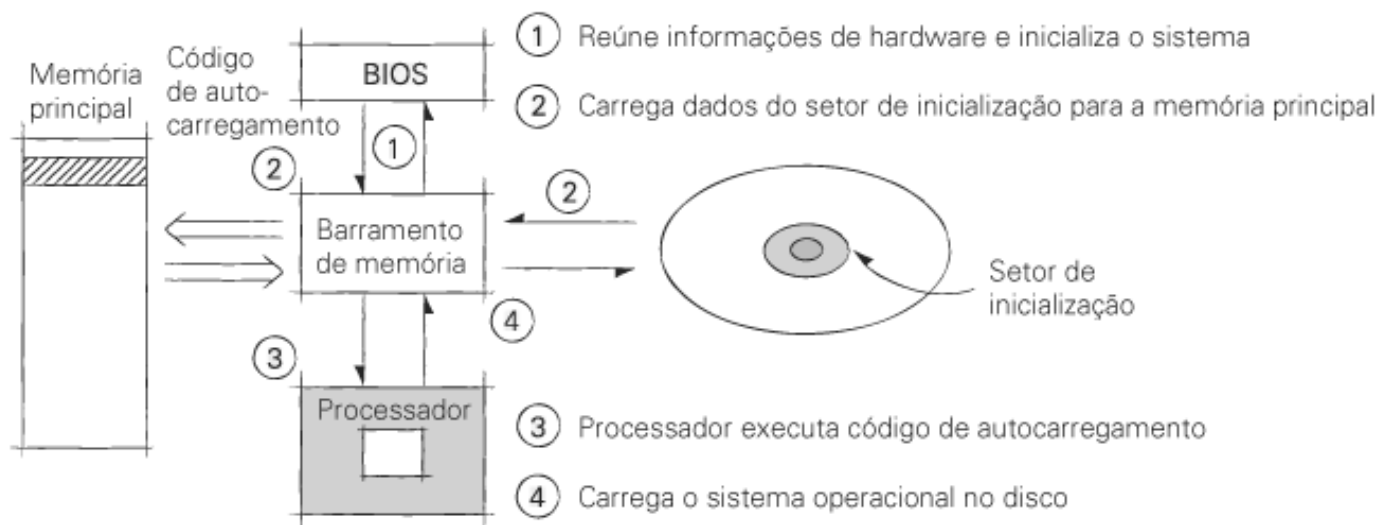 Memória
principal
Código
de auto-
carregamento
BIOS
1
2
2
Barramento
de memória
4
3
Processador
Setor de
inicialização
1 Reúne informações de hardware e inicializa o sistema
2 Carrega dados do setor de inicialização para a memória principal
3 Processador executa código de autocarregamento
4 Carrega o sistema operacional no disco